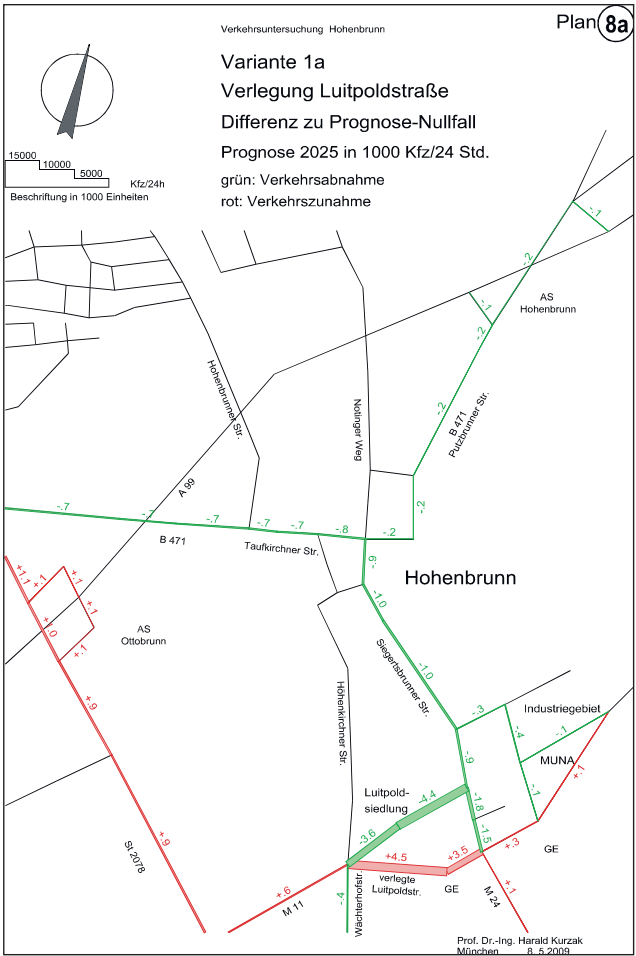 Verkehrsuntersuchung Hohenbrunn
Plan 8a
Variante 1a
Verlegung Luitpoldstraße
Differenz zu Prognose-Nullfall
Prognose 2025 in 1000 Kfz/24 Std.
grün: Verkehrsabnahme
rot: Verkehrszunahme
15000
10000
5000
Kfz/24h
Beschriftung in 1000 Einheiten
-.1
-.2
AS
Hohenbrunn
-.1
-.2
Hohenbrunner Str.
Notinger Weg
-.2
B 471
Putzbrunner Str.
A 99
-.2
-.7
-.7
-.7
-.7
-.7
-.8
-.2
B 471
Taufkirchner Str.
-.9
Hohenbrunn
+1.1
+.1
+.1
+.1
+1.0
+.1
AS
Ottobrunn
-1.0
-1.0
Siegertsbrunner Str.
+.9
Höhenkirchner Str.
-.3
Industriegebiet
-.4
-.1
-.9
MUNA
+.1
Luitpold-
siedlung
-4.4
-1.8
-.1
-3.6
-1.5
+.3
+.9
St 2078
+4.5
+3.5
GE
verlegte
Luitpoldstr.
GE
+.6
M 11
-.4
Wächterhofstr.
M 24
+.1
Prof. Dr.-Ing. Harald Kurzak
München 8. 5.2009